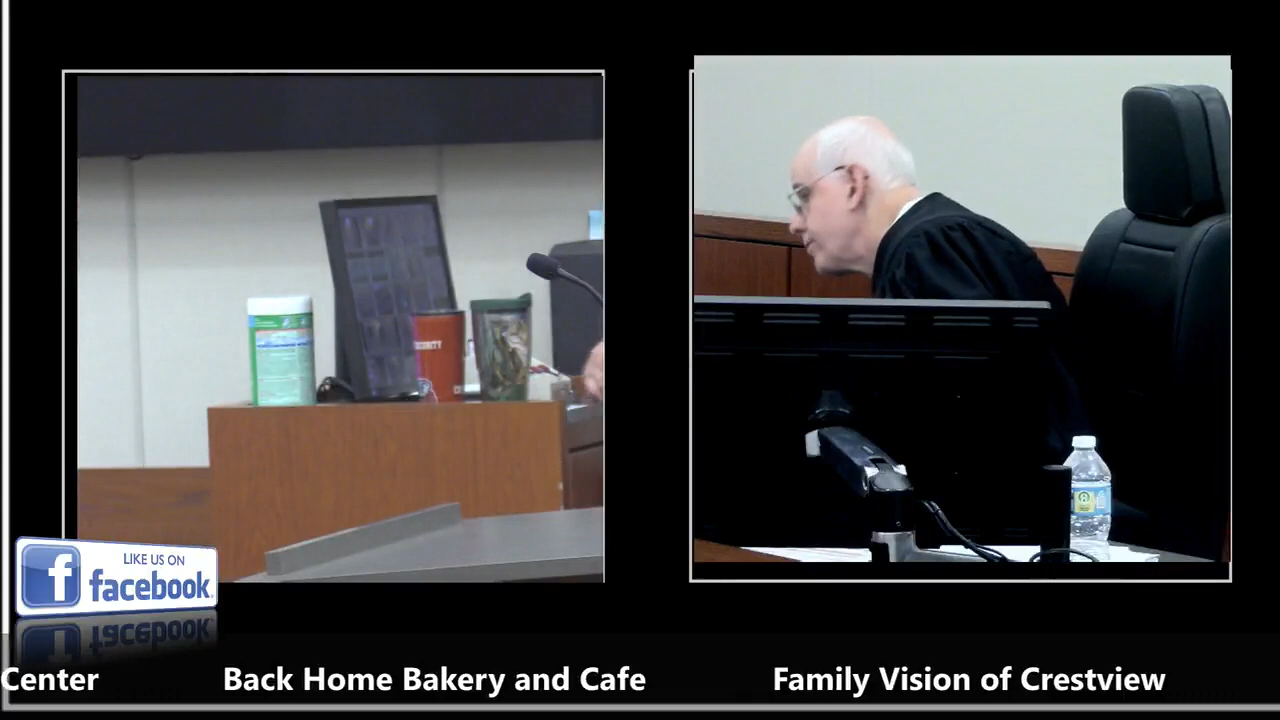 LIKE US ON
facebook
Center
Back Home Bakery and Cafe
Family Vision of Crestview